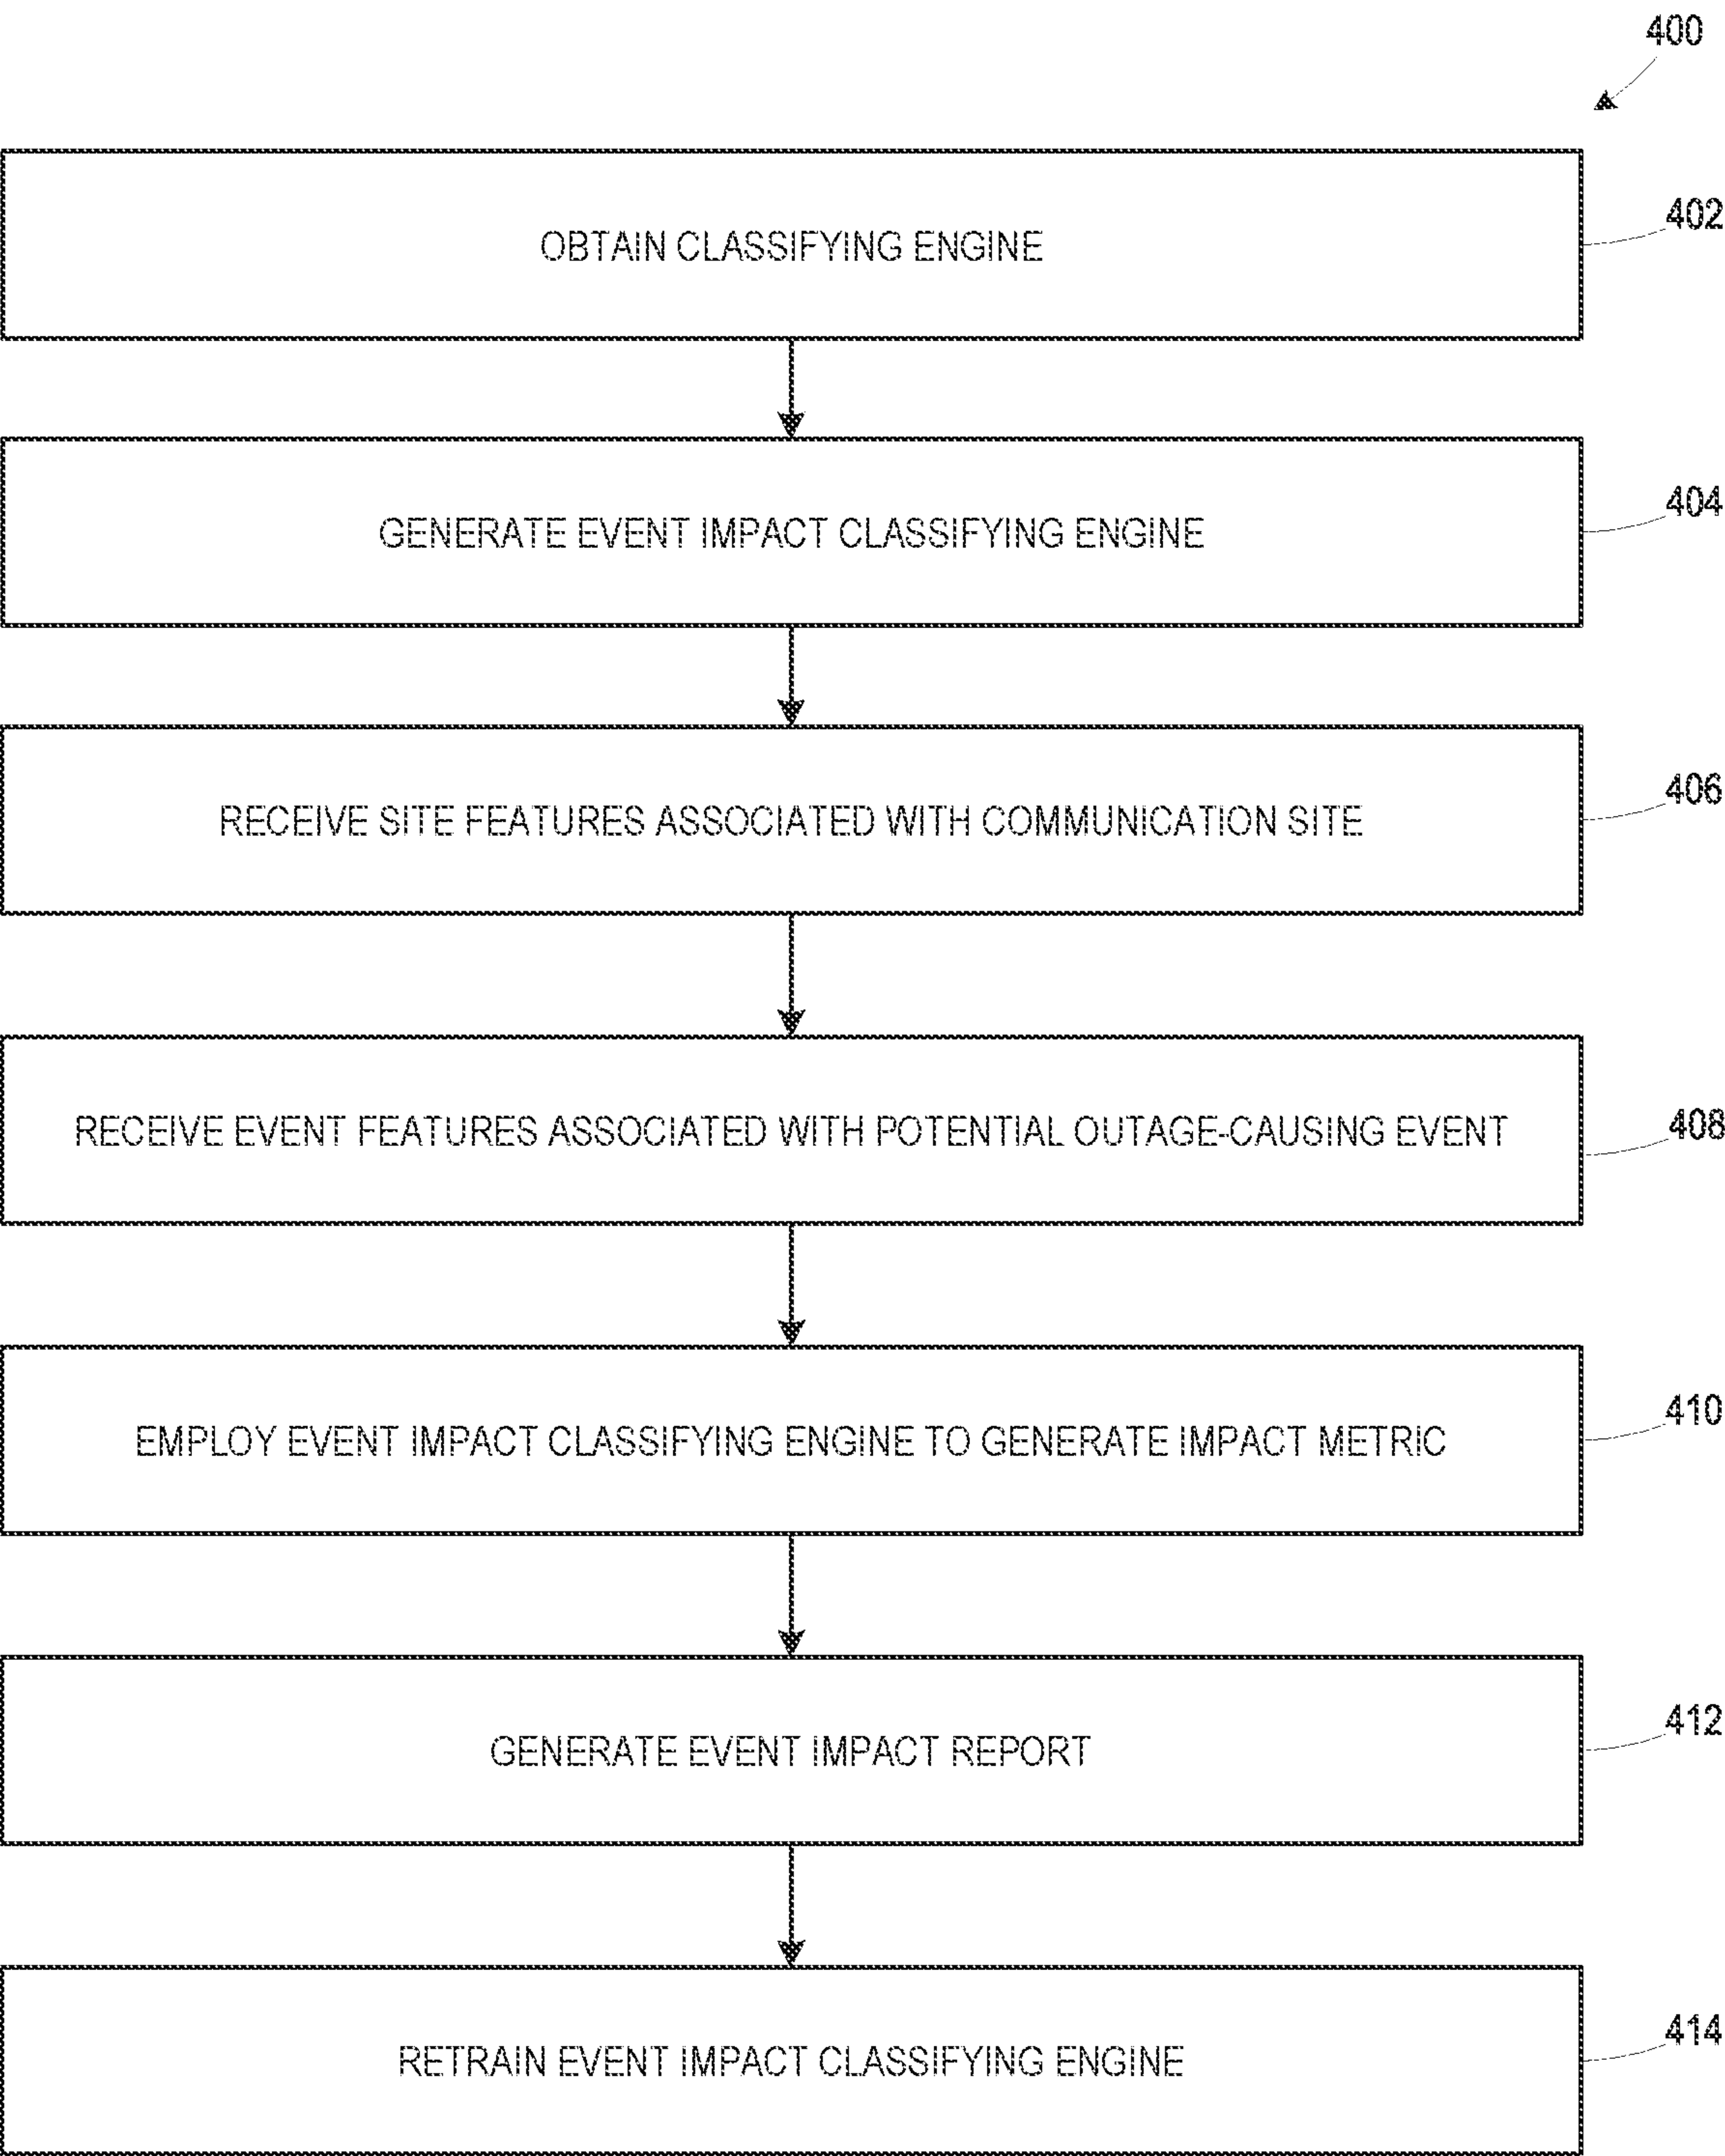 400
OBTAIN CLASSIFYING ENGINE
402
GENERATE EVENT IMPACT CLASSIFYING ENGINE
404
RECEIVE SITE FEATURES ASSOCIATED WITH COMMUNICATION SITE
406
RECEIVE EVENT FEATURES ASSOCIATED WITH POTENTIAL OUTAGE-CAUSING EVENT
408
EMPLOY EVENT IMPACT CLASSIFYING ENGINE TO GENERATE IMPACT METRIC
410
GENERATE EVENT IMPACT REPORT
412
RETRAIN EVENT IMPACT CLASSIFYING ENGINE
414